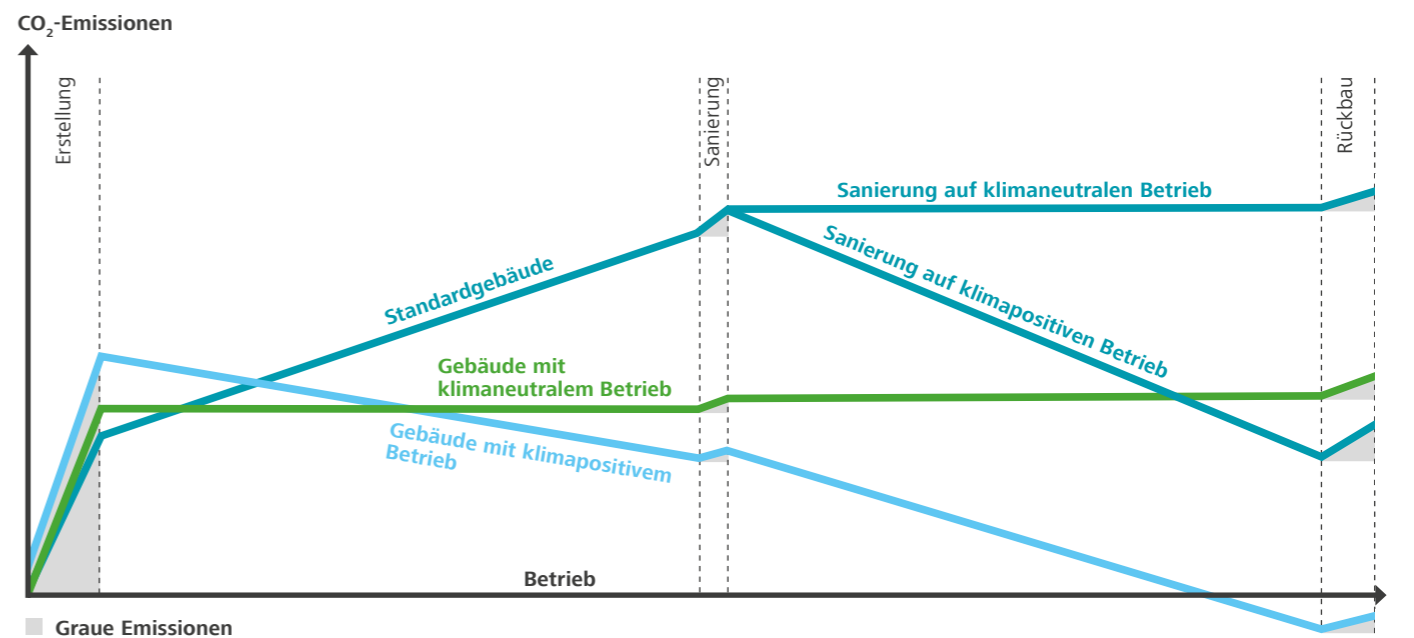 CO₂-Emissionen
Erstellung
Sanierung
Rückbau
Sanierung auf klimaneutralen Betrieb
Sanierung auf klimapositiven Betrieb
Standardgebäude
Gebäude mit
klimaneutralem Betrieb
Gebäude mit klimapositivem
Betrieb
Betrieb
Graue Emissionen